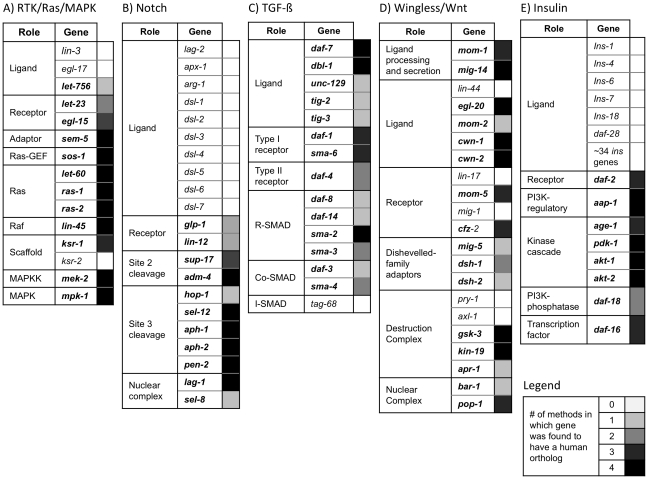 A) RTK/Ras/MAPK
Role Gene
Ligand
lin-3
egl-17
let-756
Receptor
let-23
egl-15
Adaptor sem-5
Ras-GEF sos-1
Ras
let-60
ras-1
ras-2
Raf lin-45
Scaffold
ksr-1
ksr-2
MAPKK mek-2
MAPK mpk-1
B) Notch
Role Gene
Ligand
lag-2
apx-1
arg-1
dsl-1
dsl-2
dsl-3
dsl-4
dsl-5
dsl-6
dsl-7
Receptor
glp-1
lin-12
Site 2
cleavage
sup-17
adm-4
Site 3
cleavage
hop-1
sel-12
aph-1
aph-2
pen-2
Nuclear
complex
lag-1
sel-8
C) TGF-ß
Role Gene
Ligand
daf-7
dbl-1
unc-129
tig-2
tig-3
Type I
receptor
daf-1
sma-6
Type II
receptor
daf-4
R-SMAD
daf-8
daf-14
sma-2
sma-3
Co-SMAD
daf-3
sma-4
I-SMAD tag-68
D) Wingless/Wnt
Role Gene
Ligand
processing
and secretion
mom-1
mig-14
Ligand
lin-44
egl-20
mom-2
cwn-1
cwn-2
Receptor
lin-17
mom-5
mig-1
cfz-2
Dishevelled-
family
adaptors
mig-5
dsh-1
dsh-2
Destruction
Complex
pry-1
axl-1
gsk-3
kin-19
apr-1
Nuclear
Complex
bar-1
pop-1
E) Insulin
Role Gene
Ligand
Ins-1
Ins-4
Ins-6
Ins-7
Ins-18
daf-28
~34 ins
genes
Receptor daf-2
PI3K-
regulatory
aap-1
Kinase
cascade
age-1
pdk-1
akt-1
akt-2
PI3K-
phosphatase
daf-18
Transcription
factor
daf-16
Legend
# of methods in
which gene
was found to
have a human
ortholog
0
1
2
3
4